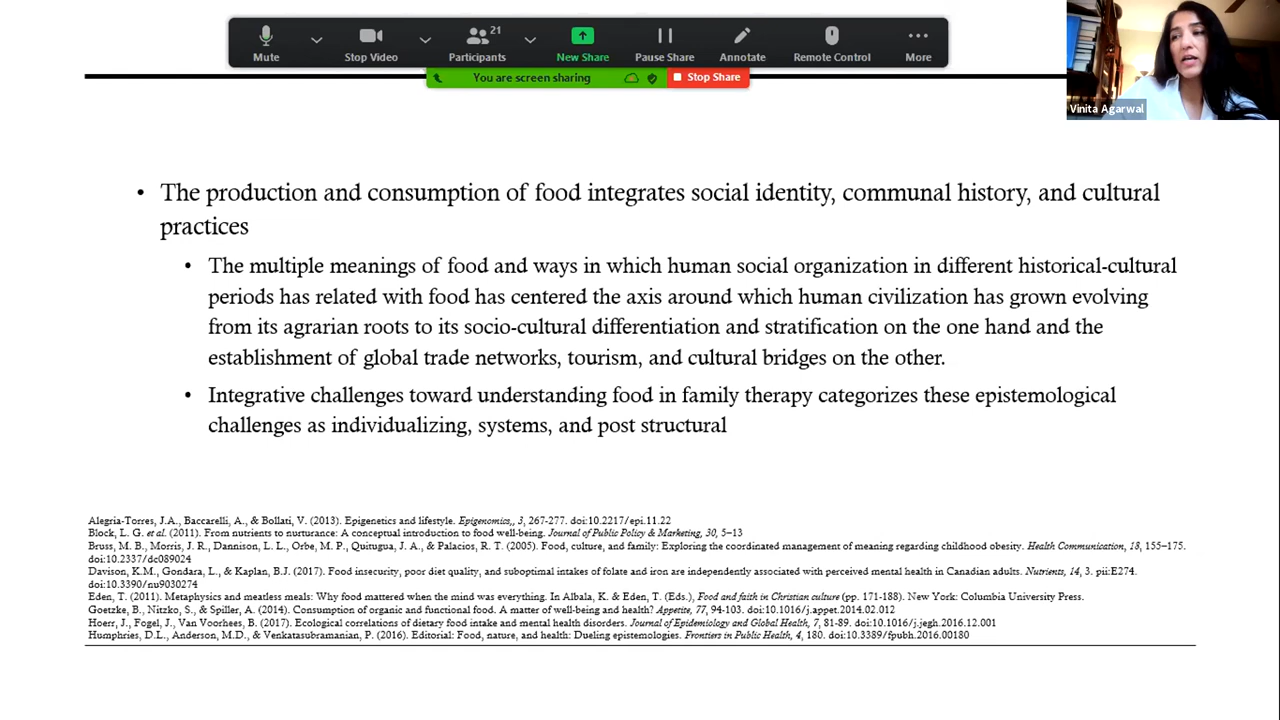 21
Mute
Stop Video
Participants
New Share
Pause Share
Annotate
Remote Control
More
You are screen sharing
Stop Share
Vinita Agarwal
• The production and consumption of food integrates social identity, communal history, and cultural
practices
• The multiple meanings of food and ways in which human social organization in different historical-cultural
periods has related with food has centered the axis around which human civilization has grown evolving
from its agrarian roots to its socio-cultural differentiation and stratification on the one hand and the
establishment of global trade networks, tourism, and cultural bridges on the other.
• Integrative challenges toward understanding food in family therapy categorizes these epistemological
challenges as individualizing, systems, and post structural
Alegria-Torres, J.A., Baccarelli, A., & Bollati, V. (2013). Epigenetics and lifestyle. Epigenomics,, 3, 267-277. doi:10.2217/epi.11.22
Block, L. G. et al. (2011). From nutrients to nurturance: A conceptual introduction to food well-being. Journal of Public Policy & Marketing, 30, 5–13
Bruss, M. B., Morris, J. R., Dannison, L. L., Orbe, M. P., Quitugua, J. A., & Palacios, R. T. (2005). Food, culture, and family: Exploring the coordinated management of meaning regarding childhood obesity. Health Communication, 18, 155–175.
doi:10.2337/dc089024
Davison, K.M., Gondara, L., & Kaplan, B.J. (2017). Food insecurity, poor diet quality, and suboptimal intakes of folate and iron are independently associated with perceived mental health in Canadian adults. Nutrients, 14, 3. pii:E274.
doi:10.3390/nu9030274
Eden, T. (2011). Metaphysics and meatless meals: Why food mattered when the mind was everything. In Albala, K. & Eden, T. (Eds.), Food and faith in Christian culture (pp. 171-188). New York: Columbia University Press.
Goetzke, B., Nitzko, S., & Spiller, A. (2014). Consumption of organic and functional food. A matter of well-being and health? Appetite, 77, 94-103. doi:10.1016/j.appet.2014.02.012
Hoerr, J., Fogel, J., Van Voorhees, B. (2017). Ecological correlations of dietary food intake and mental health disorders. Journal of Epidemiology and Global Health, 7, 81-89. doi:10.1016/j.jegh.2016.12.001
Humphries, D.L., Anderson, M.D., & Venkatasubramanian, P. (2016). Editorial: Food, nature, and health: Dueling epistemologies. Frontiers in Public Health, 4, 180. doi:10.3389/fpubh.2016.00180